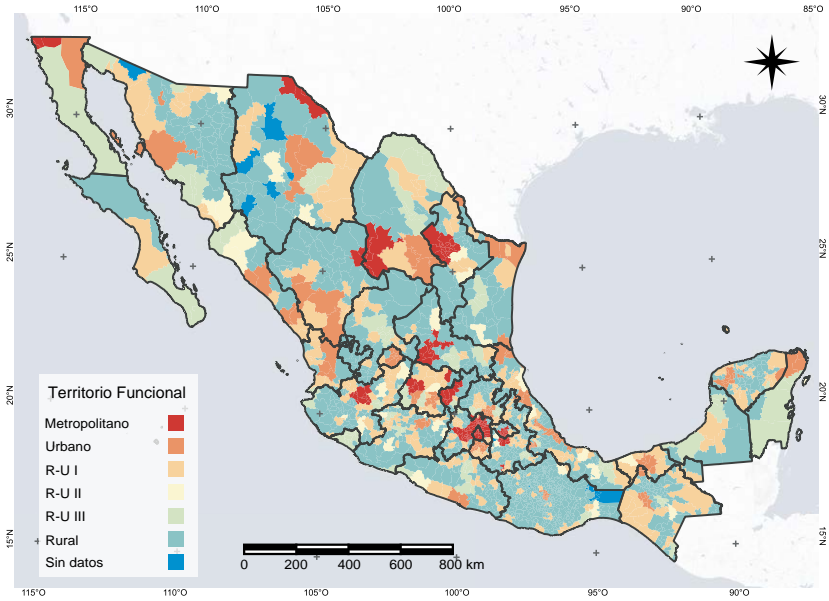 115°O 110°O 105°O 100°O 95°O 90°O 85°O
30°N 30°N
25°N 25°N
20°N 20°N
Territorio Funcional
Metropolitano
Urbano
R-U I
R-U II
R-U III
Rural
Sin datos
15°N 15°N
0 200 400 600 800 km
115°O 110°O 105°O 100°O 95°O 90°O